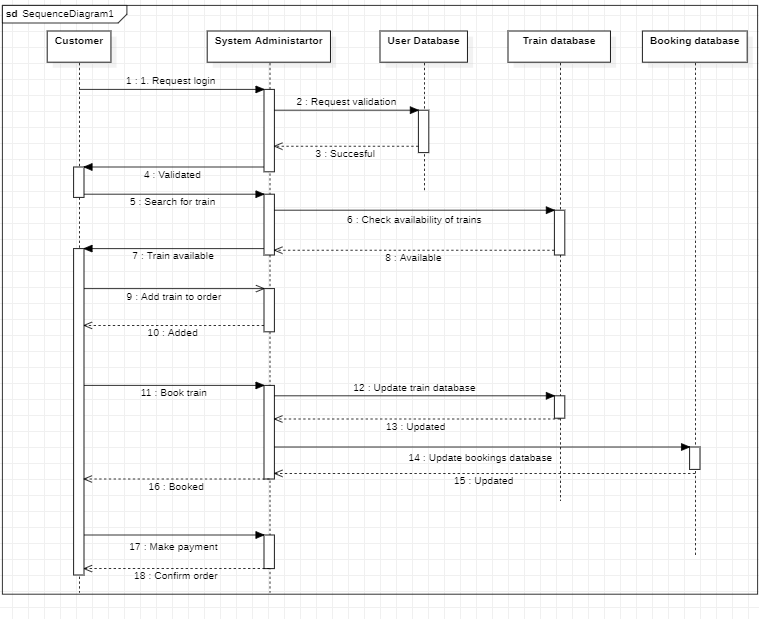 sd SequenceDiagram1
Customer
System Administartor
User Database
Train database
Booking database
1 : 1. Request login
2 : Request validation
3 : Succesful
4 : Validated
5 : Search for train
6 : Check availability of trains
7 : Train available
8 : Available
9 : Add train to order
10 : Added
11 : Book train
12 : Update train database
13 : Updated
14 : Update bookings database
15 : Updated
16 : Booked
17 : Make payment
18 : Confirm order